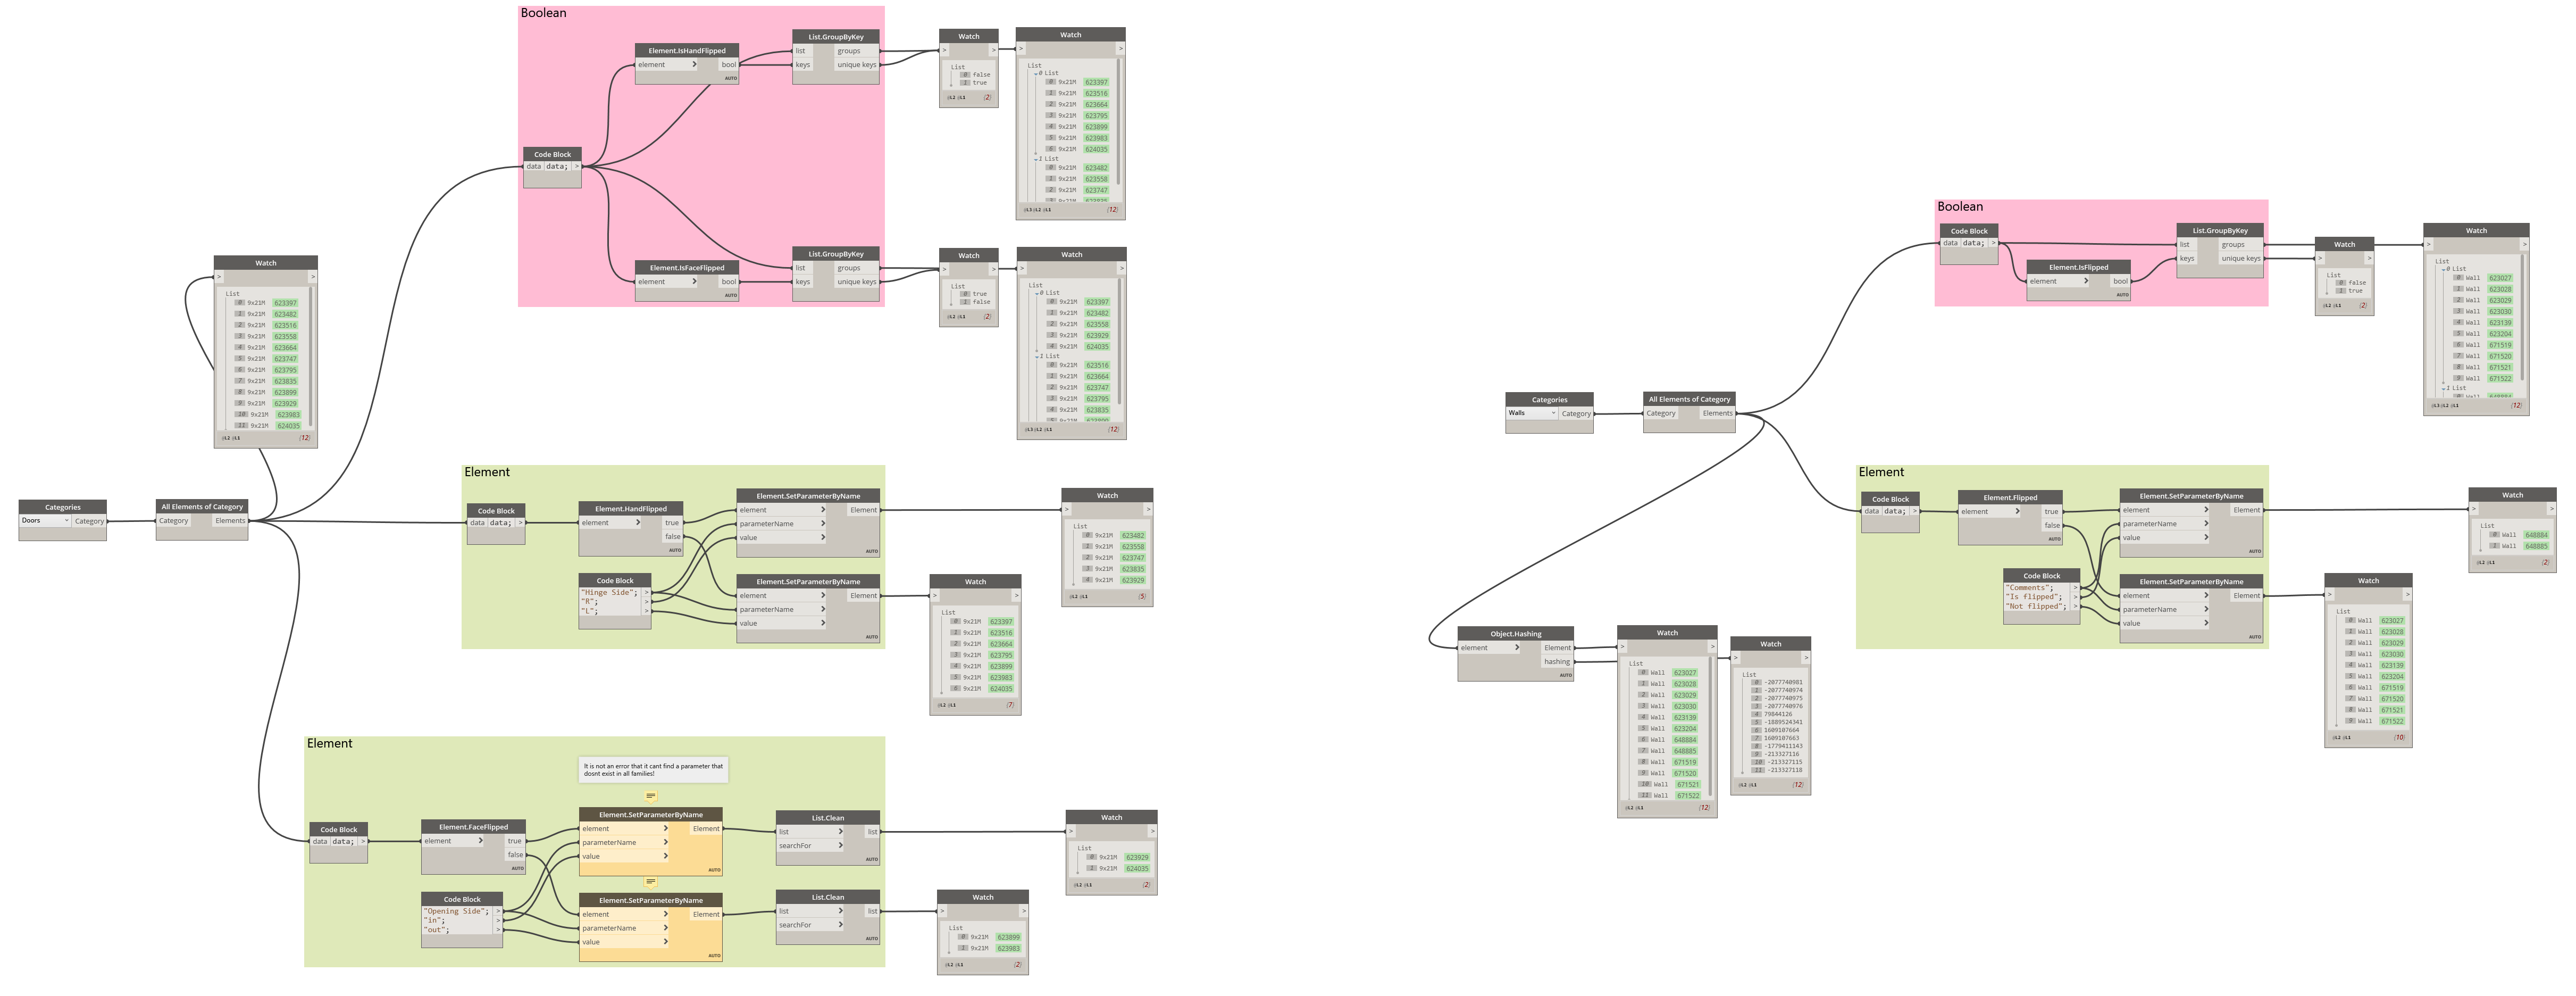 Boolean
Element.IsHandFlipped
element
bool
AUTO
List.GroupByKey
list groups
keys unique keys
Watch
> >
List
0 false
1 true
@L2 @L1 (2)
Watch
> >
List
0 List
0 9x21M 623397
1 9x21M 623516
2 9x21M 623664
3 9x21M 623795
4 9x21M 623899
5 9x21M 623983
6 9x21M 624035
1 List
0 9x21M 623482
1 9x21M 623558
2 9x21M 623747
3 9x21M 623835
@L3 @L2 @L1 (12)
Code Block
data data; >
Element.IsFaceFlipped
element bool
AUTO
List.GroupByKey
list groups
keys unique keys
Watch
> >
List
0 true
1 false
@L2 @L1 (2)
Watch
> >
List
0 List
0 9x21M 623397
1 9x21M 623482
2 9x21M 623558
3 9x21M 623929
4 9x21M 624035
1 List
0 9x21M 623516
1 9x21M 623664
2 9x21M 623747
3 9x21M 623795
4 9x21M 623835
5 9x21M 623899
@L3 @L2 @L1 (12)
Watch
> >
List
0 9x21M 623397
1 9x21M 623482
2 9x21M 623516
3 9x21M 623558
4 9x21M 623664
5 9x21M 623747
6 9x21M 623795
7 9x21M 623835
8 9x21M 623899
9 9x21M 623929
10 9x21M 623983
11 9x21M 624035
@L2 @L1 (12)
Categories
Doors Category
All Elements of Category
Category Elements
Element
Code Block
data data; >
Element.HandFlipped
element true
false
AUTO
Code Block
"Hinge Side"; >
"R"; >
"L"; >
Element.SetParameterByName
element Element
parameterName
value
AUTO
Element.SetParameterByName
element Element
parameterName
value
AUTO
Watch
> >
List
0 9x21M 623482
1 9x21M 623558
2 9x21M 623747
3 9x21M 623835
4 9x21M 623929
@L2 @L1 (5)
Watch
> >
List
0 9x21M 623397
1 9x21M 623516
2 9x21M 623664
3 9x21M 623795
4 9x21M 623899
5 9x21M 623983
6 9x21M 624035
@L2 @L1 (7)
Element
It is not an error that it cant find a parameter that
dosnt exist in all families!
Code Block
data data; >
Element.FaceFlipped
element true
false
AUTO
Code Block
"Opening Side"; >
"in"; >
"out"; >
Element.SetParameterByName
element Element
parameterName
value
AUTO
Element.SetParameterByName
element Element
parameterName
value
AUTO
List.Clean
list list
searchFor
AUTO
List.Clean
list list
searchFor
AUTO
Watch
> >
List
0 9x21M 623929
1 9x21M 624035
@L2 @L1 (2)
Watch
> >
List
0 9x21M 623899
1 9x21M 623983
@L2 @L1 (2)
Categories
Walls Category
All Elements of Category
Category Elements
Boolean
Code Block
data data; >
Element.IsFlipped
element bool
AUTO
List.GroupByKey
list groups
keys unique keys
Watch
> >
List
0 false
1 true
@L2 @L1 (2)
Watch
> >
List
0 List
0 Wall 623027
1 Wall 623028
2 Wall 623029
3 Wall 623030
4 Wall 623139
5 Wall 623204
6 Wall 671519
7 Wall 671520
8 Wall 671521
9 Wall 671522
1 List
0 Wall 648884
@L3 @L2 @L1 (12)
Element
Code Block
data data; >
Element.Flipped
element true
false
AUTO
Code Block
"Comments"; >
"Is flipped"; >
"Not flipped"; >
Element.SetParameterByName
element Element
parameterName
value
AUTO
Element.SetParameterByName
element Element
parameterName
value
AUTO
Watch
> >
List
0 Wall 648884
1 Wall 648885
@L2 @L1 (2)
Watch
> >
List
0 Wall 623027
1 Wall 623028
2 Wall 623029
3 Wall 623030
4 Wall 623139
5 Wall 623204
6 Wall 671519
7 Wall 671520
8 Wall 671521
9 Wall 671522
@L2 @L1 (10)
Object.Hashing
element Element
hashing
AUTO
Watch
> >
List
0 Wall 623027
1 Wall 623028
2 Wall 623029
3 Wall 623030
4 Wall 623139
5 Wall 623204
6 Wall 648884
7 Wall 648885
8 Wall 671519
9 Wall 671520
10 Wall 671521
11 Wall 671522
@L2 @L1 (12)
Watch
> >
List
0 -2077740981
1 -2077740974
2 -2077740975
3 -2077740976
4 79844126
5 -1889524341
6 1609107664
7 1609107663
8 -1779411143
9 -213327116
10 -213327115
11 -213327118
@L2 @L1 (12)